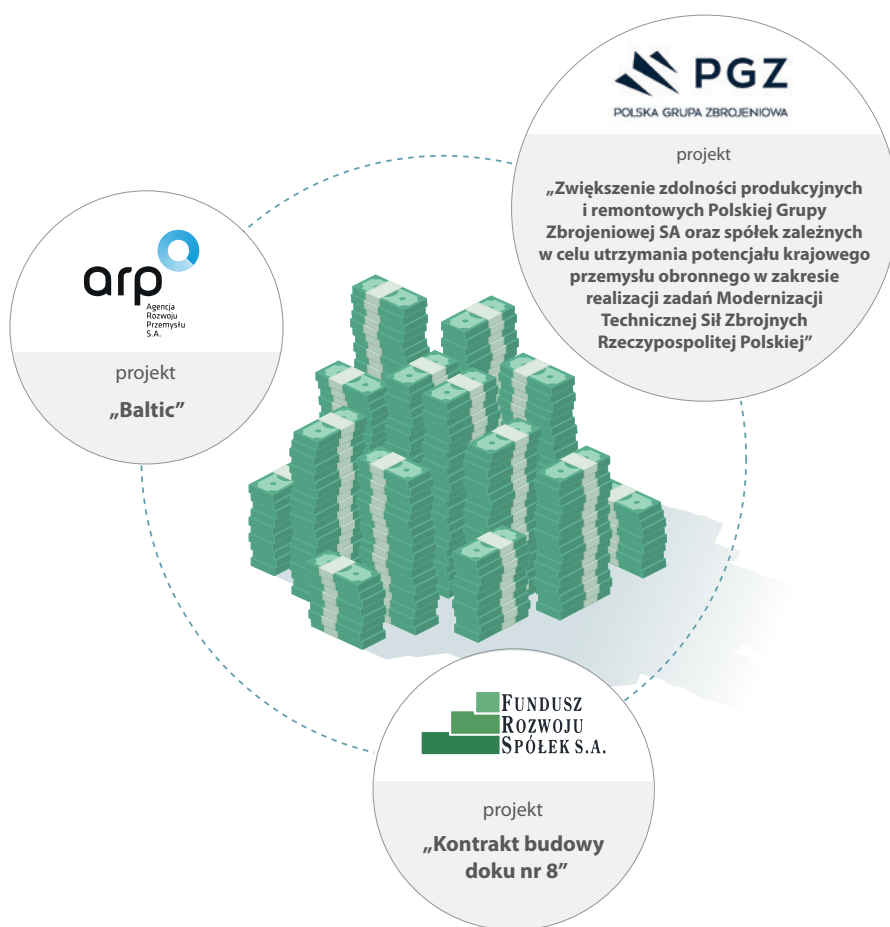 PGZ
POLSKA GRUPA ZBROJENIOWA
projekt
„Zwiększenie zdolności produkcyjnych
i remontowych Polskiej Grupy
Zbrojeniowej SA oraz spółek zależnych
w celu utrzymania potencjału krajowego
przemysłu obronnego w zakresie
realizacji zadań Modernizacji
Technicznej Sił Zbrojnych
Rzeczypospolitej Polskiej”
arp
Agencja
Rozwoju
Przemysłu
S.A.
projekt
„Baltic”
FUNDUSZ
ROZWOJU
SPÓŁEK S.A.
projekt
„Kontrakt budowy
doku nr 8”